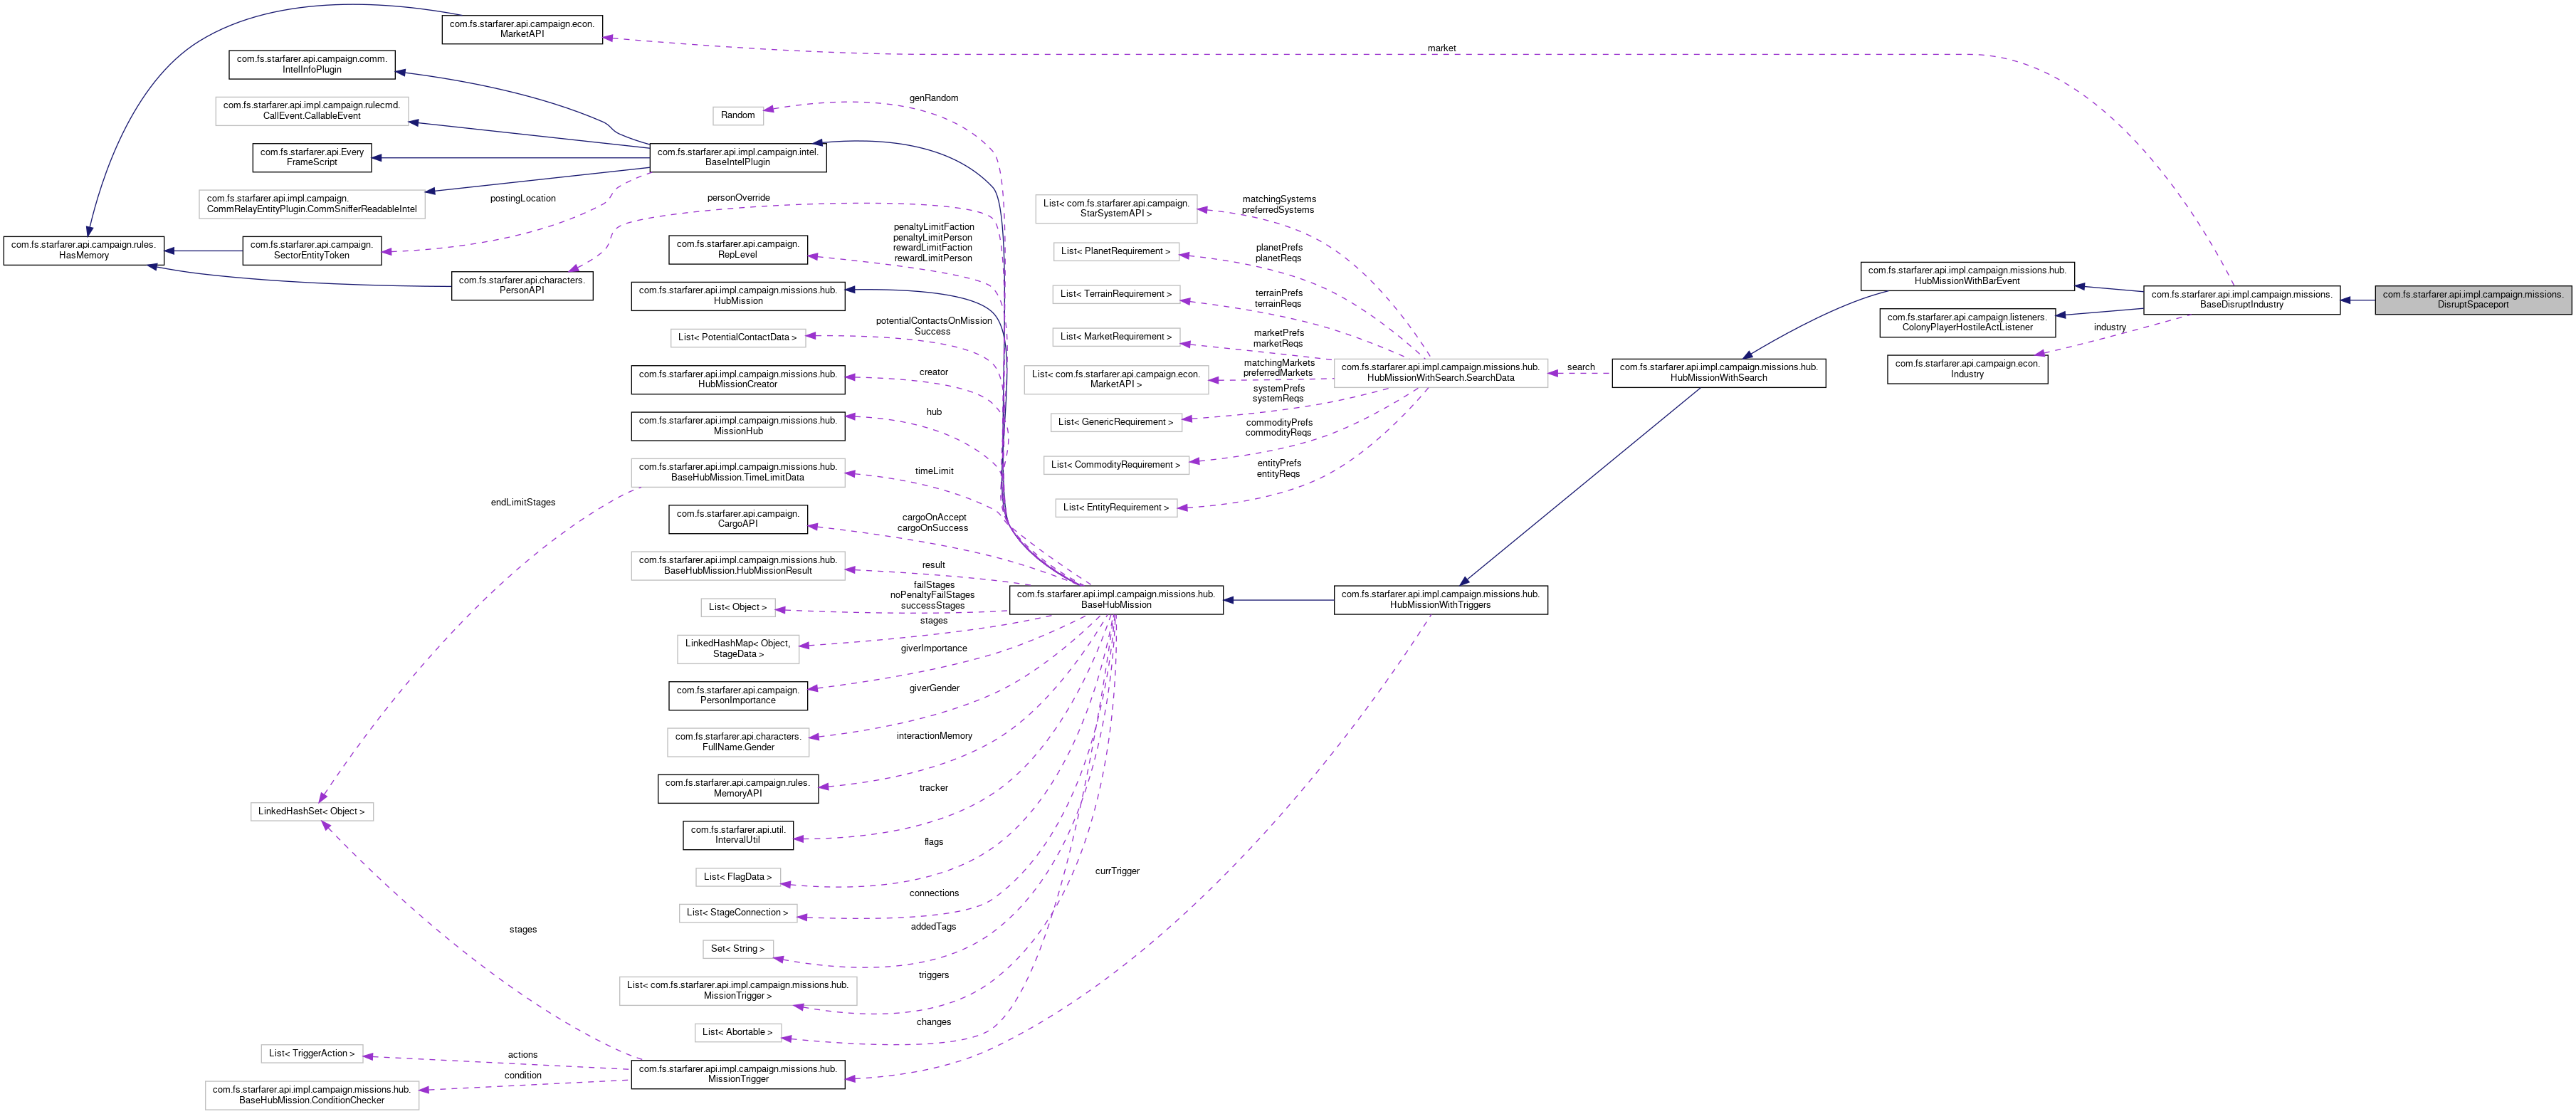 com.fs.starfarer.api.campaign.econ.
MarketAPI
market
com.fs.starfarer.api.campaign.comm.
IntelInfoPlugin
com.fs.starfarer.api.impl.campaign.rulecmd.
CallEvent.CallableEvent
Random
genRandom
com.fs.starfarer.api.Every
FrameScript
com.fs.starfarer.api.impl.campaign.intel.
BaseIntelPlugin
com.fs.starfarer.api.impl.campaign.
CommRelayEntityPlugin.CommSnifferReadableIntel
postingLocation
personOverride
com.fs.starfarer.api.campaign.rules.
HasMemory
com.fs.starfarer.api.campaign.
SectorEntityToken
com.fs.starfarer.api.characters.
PersonAPI
com.fs.starfarer.api.campaign.
RepLevel
penaltyLimitFaction
penaltyLimitPerson
rewardLimitFaction
rewardLimitPerson
com.fs.starfarer.api.impl.campaign.missions.hub.
HubMission
List< PotentialContactData >
potentialContactsOnMission
Success
com.fs.starfarer.api.impl.campaign.missions.hub.
HubMissionCreator
creator
com.fs.starfarer.api.impl.campaign.missions.hub.
MissionHub
hub
com.fs.starfarer.api.impl.campaign.missions.hub.
BaseHubMission.TimeLimitData
timeLimit
endLimitStages
com.fs.starfarer.api.campaign.
CargoAPI
cargoOnAccept
cargoOnSuccess
com.fs.starfarer.api.impl.campaign.missions.hub.
BaseHubMission.HubMissionResult
result
List< Object >
failStages
noPenaltyFailStages
successStages
LinkedHashMap< Object,
StageData >
stages
com.fs.starfarer.api.campaign.
PersonImportance
giverImportance
com.fs.starfarer.api.characters.
FullName.Gender
giverGender
com.fs.starfarer.api.campaign.rules.
MemoryAPI
interactionMemory
com.fs.starfarer.api.util.
IntervalUtil
tracker
List< FlagData >
flags
List< StageConnection >
connections
Set< String >
addedTags
List< com.fs.starfarer.api.impl.campaign.missions.hub.
MissionTrigger >
triggers
List< Abortable >
changes
LinkedHashSet< Object >
stages
List< TriggerAction >
actions
com.fs.starfarer.api.impl.campaign.missions.hub.
BaseHubMission.ConditionChecker
condition
com.fs.starfarer.api.impl.campaign.missions.hub.
MissionTrigger
currTrigger
com.fs.starfarer.api.impl.campaign.missions.hub.
BaseHubMission
com.fs.starfarer.api.impl.campaign.missions.hub.
HubMissionWithTriggers
List< com.fs.starfarer.api.campaign.
StarSystemAPI >
matchingSystems
preferredSystems
List< PlanetRequirement >
planetPrefs
planetReqs
List< TerrainRequirement >
terrainPrefs
terrainReqs
List< MarketRequirement >
marketPrefs
marketReqs
List< com.fs.starfarer.api.campaign.econ.
MarketAPI >
matchingMarkets
preferredMarkets
List< GenericRequirement >
systemPrefs
systemReqs
List< CommodityRequirement >
commodityPrefs
commodityReqs
List< EntityRequirement >
entityPrefs
entityReqs
com.fs.starfarer.api.impl.campaign.missions.hub.
HubMissionWithSearch.SearchData
search
com.fs.starfarer.api.impl.campaign.missions.hub.
HubMissionWithSearch
com.fs.starfarer.api.impl.campaign.missions.hub.
HubMissionWithBarEvent
com.fs.starfarer.api.campaign.listeners.
ColonyPlayerHostileActListener
com.fs.starfarer.api.campaign.econ.
Industry
industry
com.fs.starfarer.api.impl.campaign.missions.
BaseDisruptIndustry
com.fs.starfarer.api.impl.campaign.missions.
DisruptSpaceport